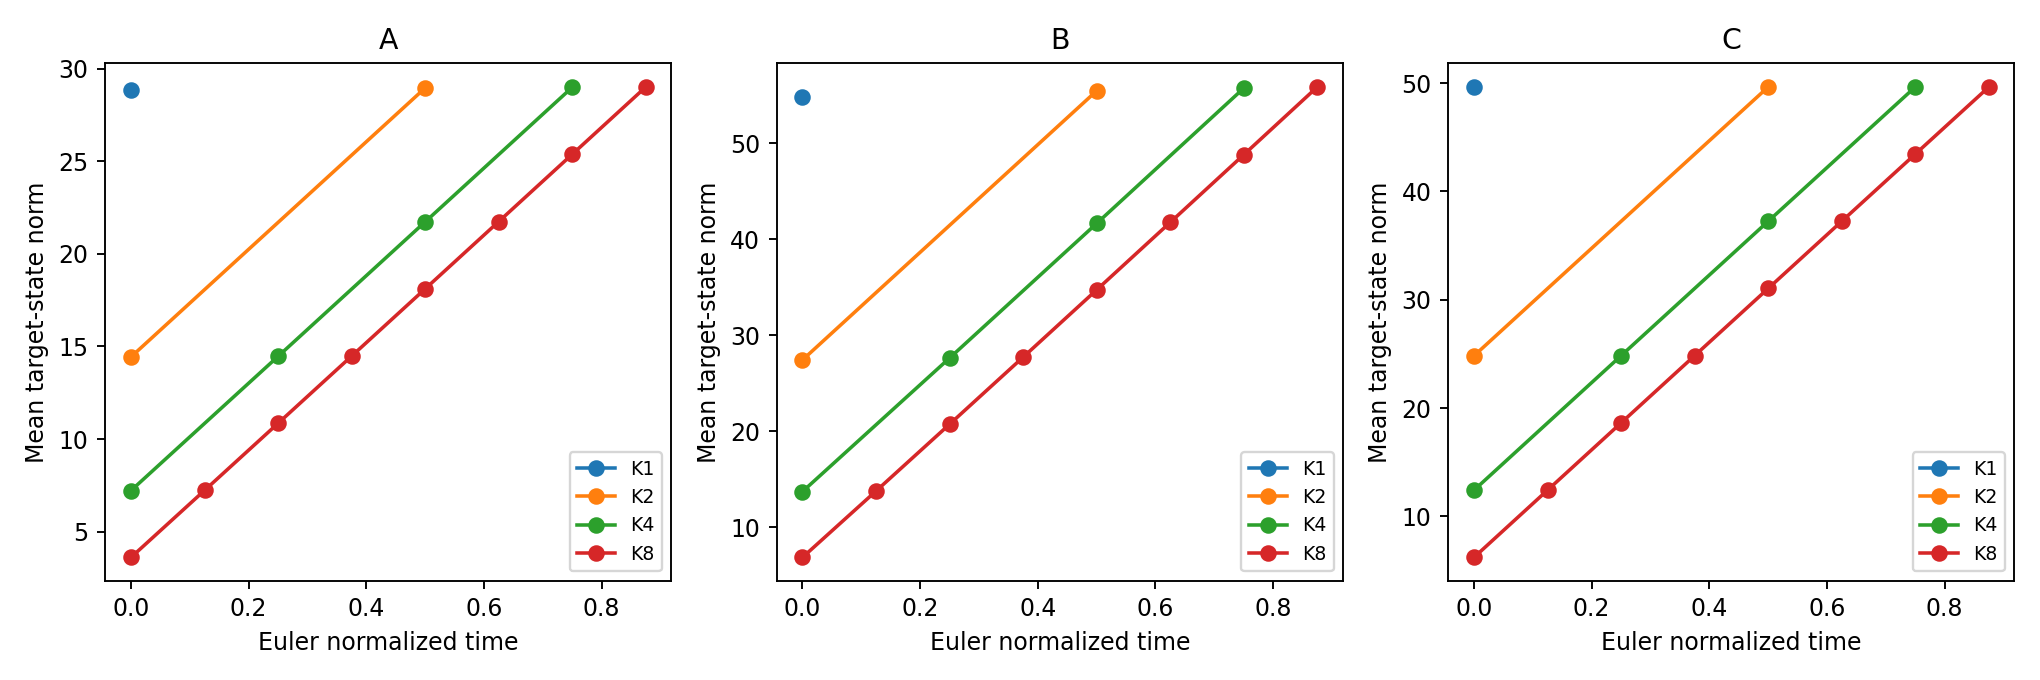 A
Mean target-state norm
30
25
20
15
10
5
0.0 0.2 0.4 0.6 0.8
Euler normalized time
K1
K2
K4
K8
B
Mean target-state norm
50
40
30
20
10
0.0 0.2 0.4 0.6 0.8
Euler normalized time
K1
K2
K4
K8
C
Mean target-state norm
50
40
30
20
10
0.0 0.2 0.4 0.6 0.8
Euler normalized time
K1
K2
K4
K8